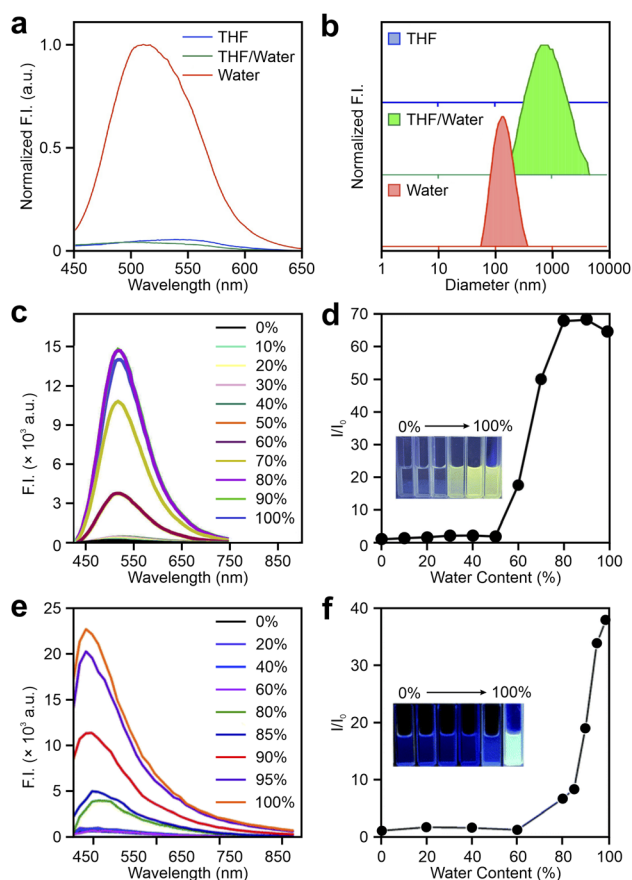 a
1.0
0.5
0
Normalized F.I. (a.u.)
THF
THF/Water
Water
450 500 550 600 650
Wavelength (nm)
b
Normalized F.I.
THF
THF/Water
Water
1 10 100 1000 10000
Diameter (nm)
c
15
12
9
6
3
0
F.I. (× 10³ a.u.)
0%
10%
20%
30%
40%
50%
60%
70%
80%
90%
100%
450 550 650 750 850
Wavelength (nm)
d
70
60
50
40
30
20
10
0
I/I₀
0% 100%
0 20 40 60 80 100
Water Content (%)
e
25
20
15
10
5
0
F.I. (× 10³ a.u.)
0%
20%
40%
60%
80%
85%
90%
95%
100%
450 550 650 750 850
Wavelength (nm)
f
40
30
20
10
0
I/I₀
0% 100%
0 20 40 60 80 100
Water Content (%)